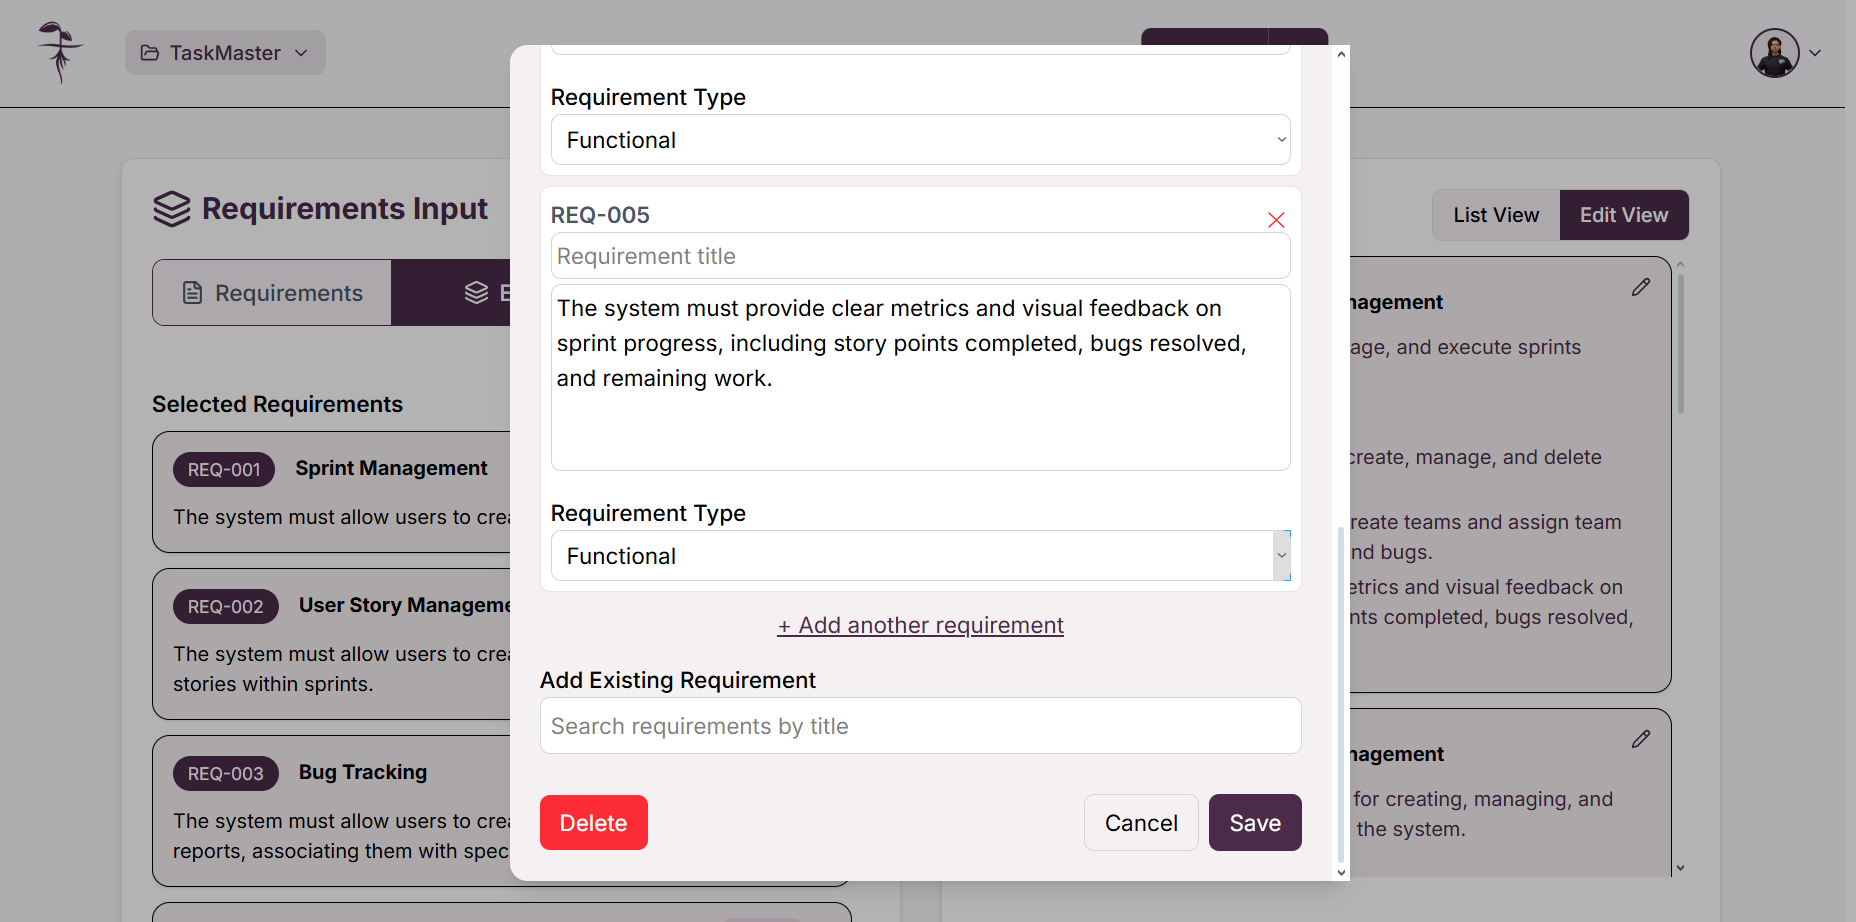 TaskMaster
Requirements Input
Requirements
Selected Requirements
REQ-001 Sprint Management
The system must allow users to crea
REQ-002 User Story Manageme
The system must allow users to crea
stories within sprints.
REQ-003 Bug Tracking
The system must allow users to crea
reports, associating them with spec
Requirement Type
Functional
REQ-005
Requirement title
The system must provide clear metrics and visual feedback on
sprint progress, including story points completed, bugs resolved,
and remaining work.
Requirement Type
Functional
+ Add another requirement
Add Existing Requirement
Search requirements by title
Delete
Cancel
Save
List View
Edit View
nagement
age, and execute sprints
create, manage, and delete
reate teams and assign team
nd bugs.
etrics and visual feedback on
nts completed, bugs resolved,
nagement
for creating, managing, and
the system.